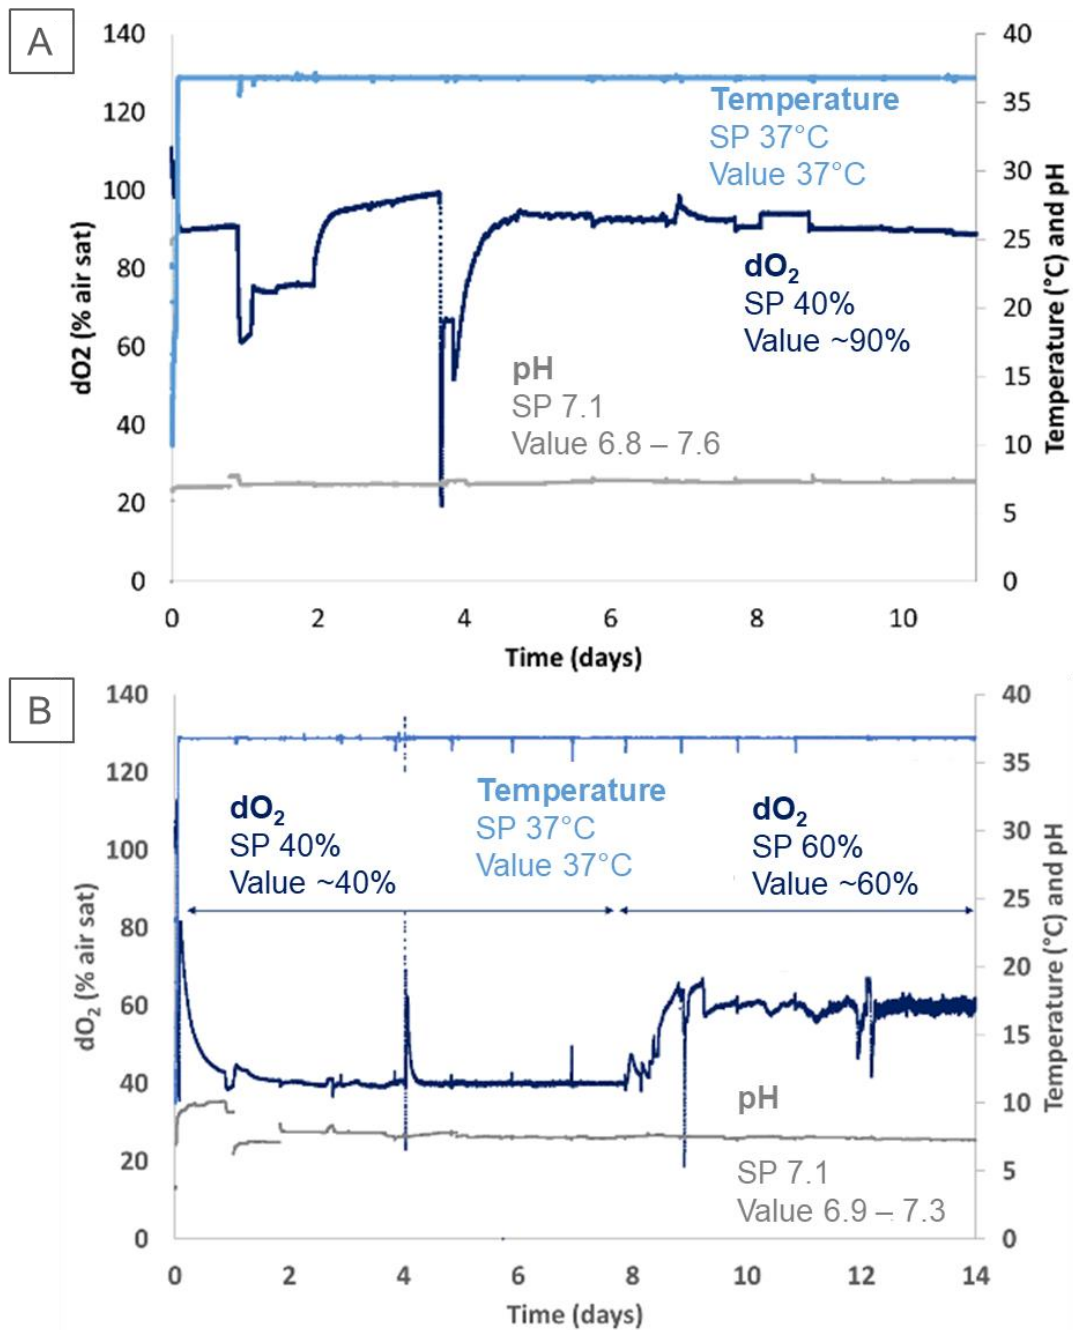 A
140
120
100
80
60
40
20
0
dO2 (% air sat)
40
35
30
25
20
15
10
5
0
Temperature (°C) and pH
Temperature
SP 37°C
Value 37°C
dO₂
SP 40%
Value ~90%
pH
SP 7.1
Value 6.8 – 7.6
0 2 4 6 8 10
Time (days)
B
140
120
100
80
60
40
20
0
dO₂ (% air sat)
40
35
30
25
20
15
10
5
0
Temperature (°C) and pH
dO₂
SP 40%
Value ~40%
Temperature
SP 37°C
Value 37°C
dO₂
SP 60%
Value ~60%
pH
SP 7.1
Value 6.9 – 7.3
0 2 4 6 8 10 12 14
Time (days)